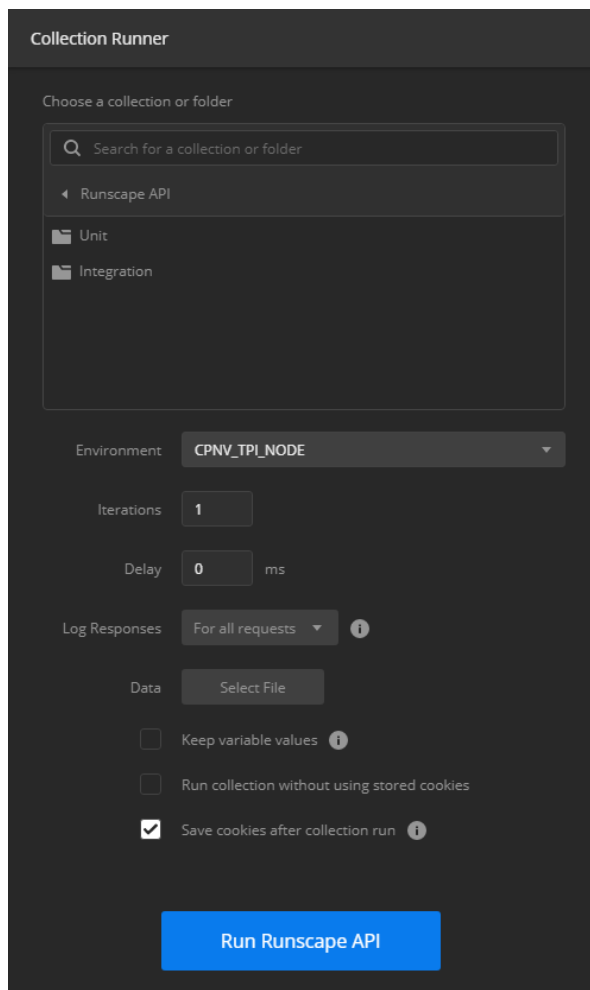 Collection Runner
Choose a collection or folder
Search for a collection or folder
Runscape API
Unit
Integration
Environment CPNV_TPI_NODE
Iterations 1
Delay 0 ms
Log Responses For all requests
Data Select File
Keep variable values
Run collection without using stored cookies
Save cookies after collection run
Run Runscape API